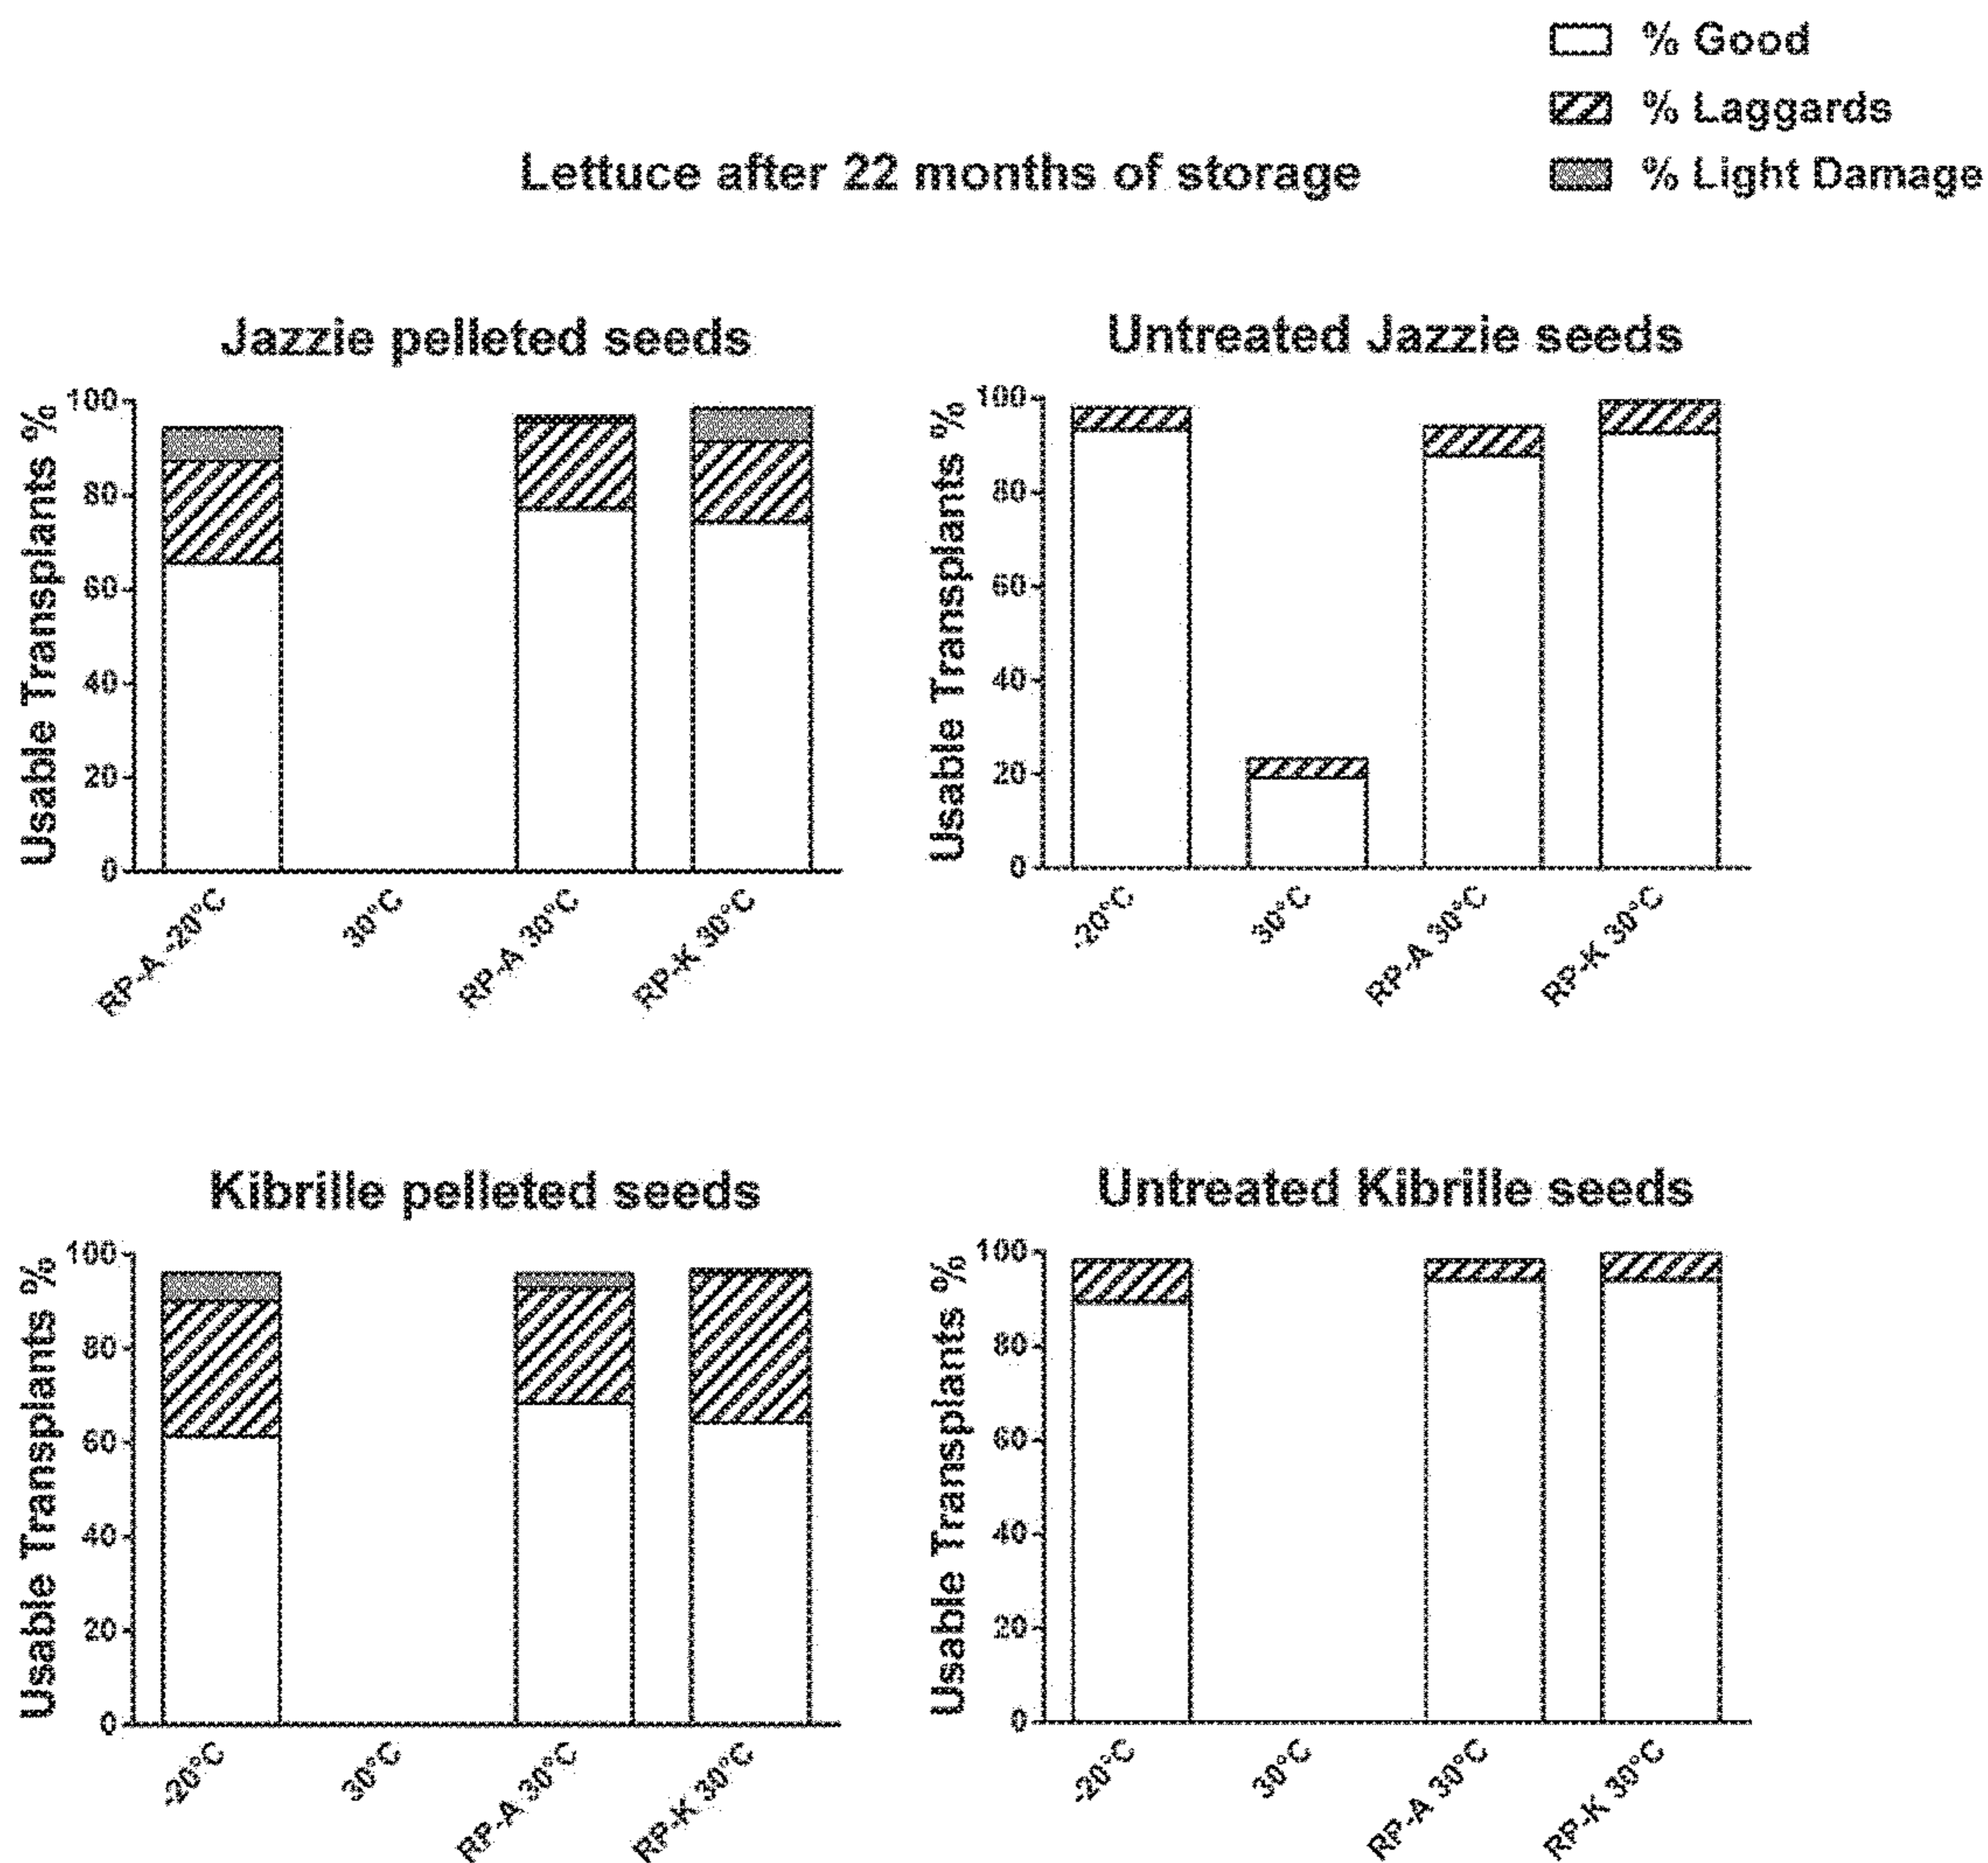 % Good
% Laggards
% Light Damage
Lettuce after 22 months of storage
Jazzie pelleted seeds
Usable Transplants %
100
80
60
40
20
0
RP-A -20°C
30°C
RP-A 30°C
RP-K 30°C
Untreated Jazzie seeds
Usable Transplants %
100
80
60
40
20
0
-20°C
30°C
RP-A 30°C
RP-K 30°C
Kibrille pelleted seeds
Usable Transplants %
100
80
60
40
20
0
-20°C
30°C
RP-A 30°C
RP-K 30°C
Untreated Kibrille seeds
Usable Transplants %
100
80
60
40
20
0
-20°C
30°C
RP-A 30°C
RP-K 30°C